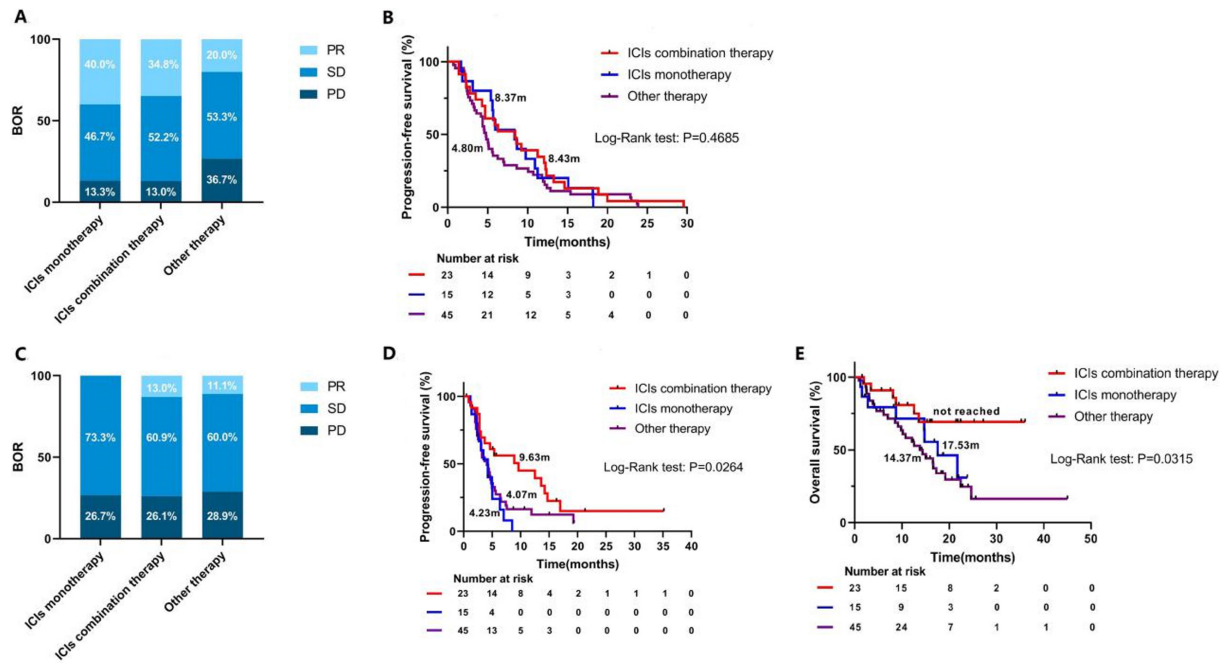 A
100
50
0
BOR
40.0%
46.7%
13.3%
34.8%
52.2%
13.0%
20.0%
53.3%
36.7%
PR
SD
PD
ICIs monotherapy
ICIs combination therapy
Other therapy
B
Progression-free survival (%)
100
50
0
8.37m
4.80m
8.43m
ICIs combination therapy
ICIs monotherapy
Other therapy
Log-Rank test: P=0.4685
0 5 10 15 20 25 30
Time(months)
Number at risk
23 14 9 3 2 1 0
15 12 5 3 0 0 0
45 21 12 5 4 0 0
C
100
50
0
BOR
73.3%
26.7%
13.0%
60.9%
26.1%
11.1%
60.0%
28.9%
PR
SD
PD
ICIs monotherapy
ICIs combination therapy
Other therapy
D
Progression-free survival (%)
100
50
0
9.63m
4.07m
4.23m
ICIs combination therapy
ICIs monotherapy
Other therapy
Log-Rank test: P=0.0264
0 5 10 15 20 25 30 35 40
Time(months)
Number at risk
23 14 8 4 2 1 1 1 0
15 4 0 0 0 0 0 0 0
45 13 5 3 0 0 0 0 0
E
Overall survival (%)
100
50
0
not reached
17.53m
14.37m
ICIs combination therapy
ICIs monotherapy
Other therapy
Log-Rank test: P=0.0315
0 10 20 30 40 50
Time(months)
Number at risk
23 15 8 2 0 0
15 9 3 0 0 0
45 24 7 1 1 0